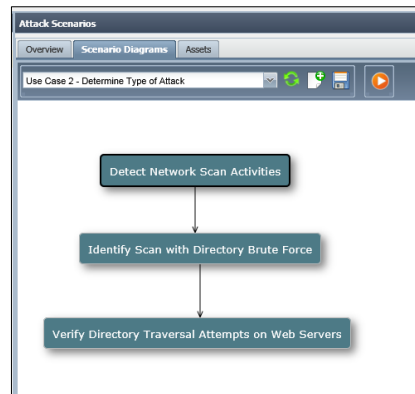 Attack Scenarios
Overview
Scenario Diagrams
Assets
Use Case 2 - Determine Type of Attack
Detect Network Scan Activities
Identify Scan with Directory Brute Force
Verify Directory Traversal Attempts on Web Servers